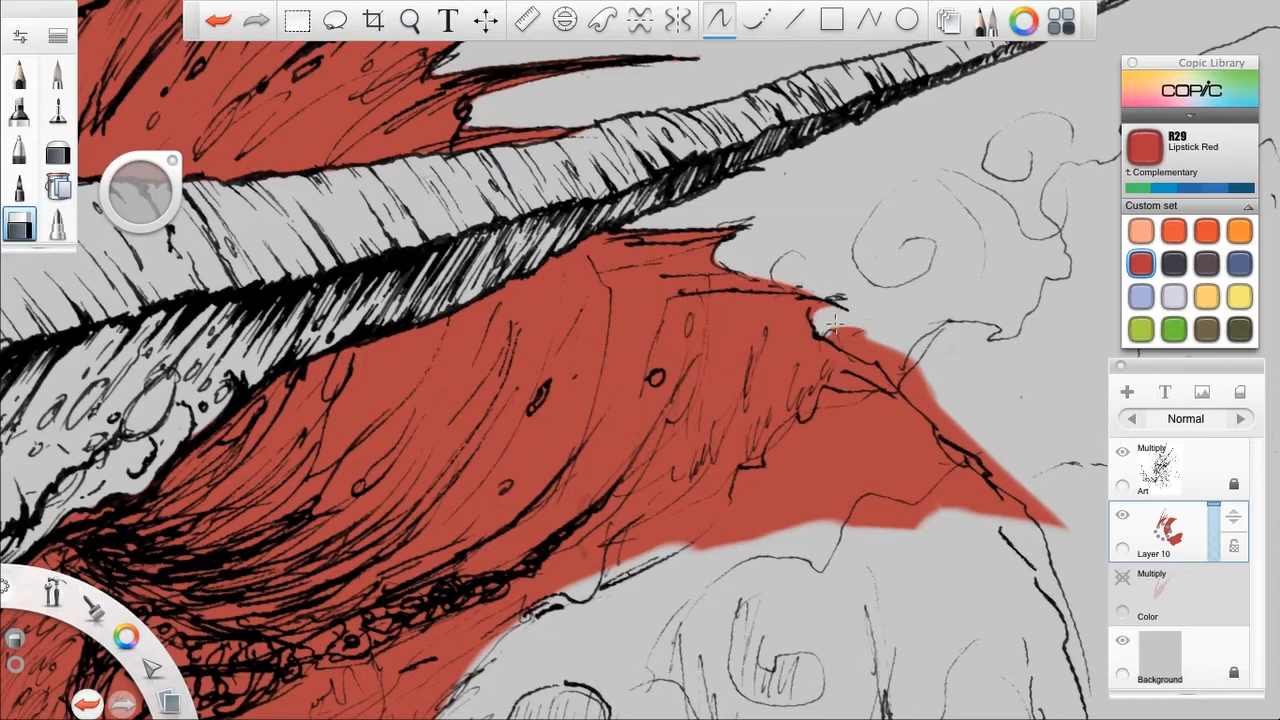 T
Copic Library
COPIC
R29
Lipstick Red
Complementary
Custom set
T
Normal
Multiply
Art
Layer 10
Multiply
Color
Background